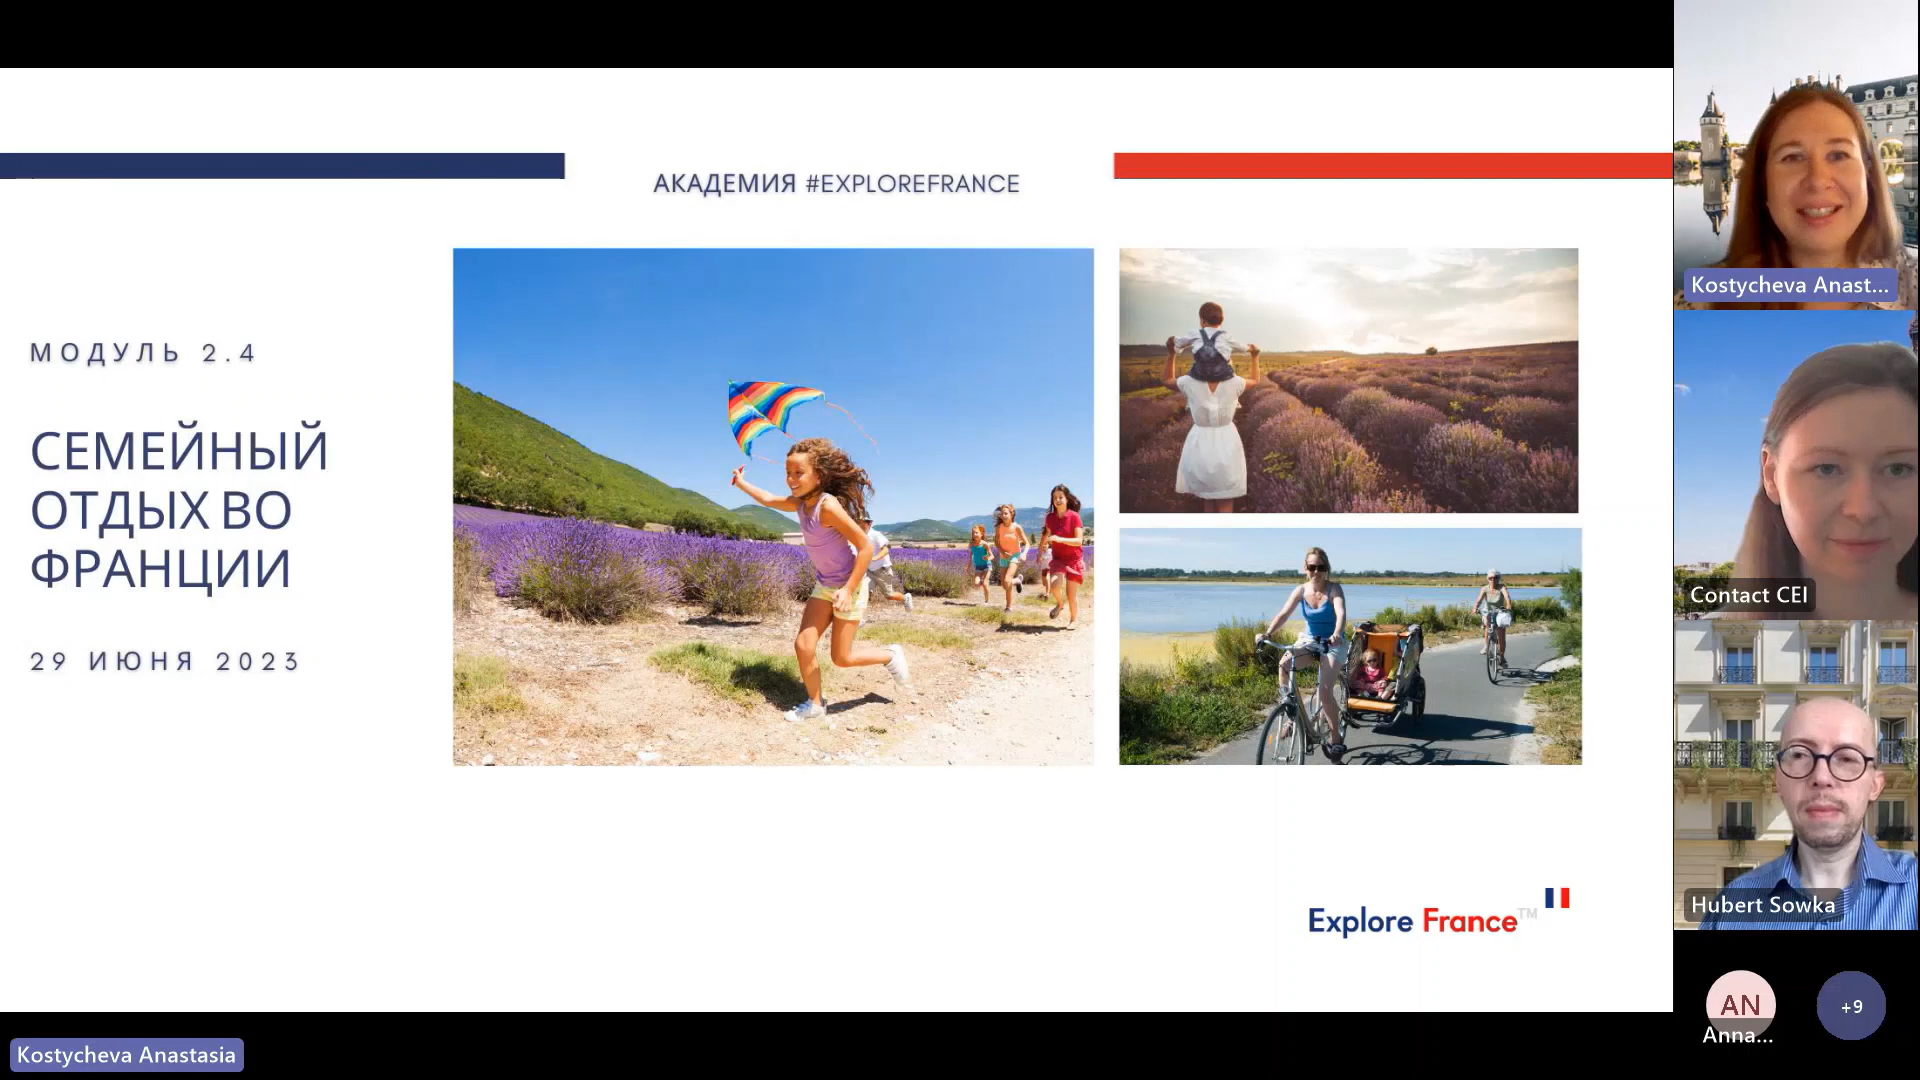 АКАДЕМИЯ #EXPLOREFRANCE
МОДУЛЬ 2.4
СЕМЕЙНЫЙ
ОТДЫХ ВО
ФРАНЦИИ
29 ИЮНЯ 2023
Explore France™
Kostycheva Anast...
Contact CEI
Hubert Sowka
AN
Anna...
+9
Kostycheva Anastasia